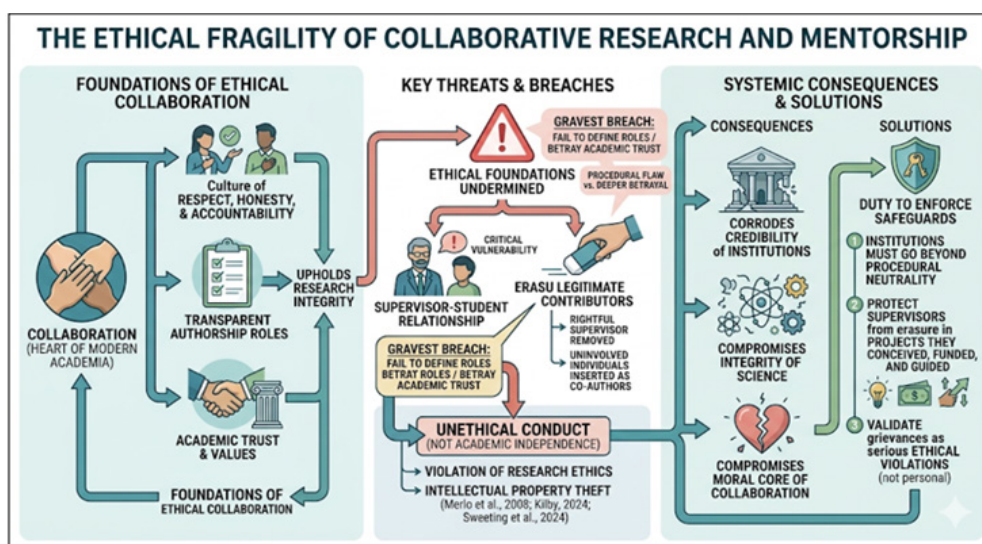 THE ETHICAL FRAGILITY OF COLLABORATIVE RESEARCH AND MENTORSHIP
FOUNDATIONS OF ETHICAL
COLLABORATION
Culture of
RESPECT, HONESTY,
& ACCOUNTABILITY
COLLABORATION
(HEART OF MODERN
ACADEMIA)
TRANSPARENT
AUTHORSHIP ROLES
UPHOLDS
RESEARCH
INTEGRITY
ACADEMIC TRUST
& VALUES
FOUNDATIONS OF
ETHICAL COLLABORATION
KEY THREATS & BREACHES
GRAVEST BREACH:
FAIL TO DEFINE ROLES /
BETRAY ACADEMIC TRUST
ETHICAL FOUNDATIONS
UNDERMINED
PROCEDURAL FLAW
vs. DEEPER BETRAYAL
CRITICAL
VULNERABILITY
SUPERVISOR-STUDENT
RELATIONSHIP
ERASU LEGITIMATE
CONTRIBUTORS
RIGHTFUL
SUPERVISOR
REMOVED
UNINVOLVED
INDIVIDUALS
INSERTED AS
CO-AUTHORS
GRAVEST BREACH:
FAIL TO DEFINE ROLES
BETRAT ROLES / BETRAY
ACADEMIC TRUST
UNETHICAL CONDUCT
(NOT ACADEMIC INDEPENDENCE)
VIOLATION OF RESEARCH ETHICS
INTELLECTUAL PROPERTY THEFT
(Merlo et al., 2008; Kilby, 2024;
Sweeting et al., 2024)
SYSTEMIC CONSEQUENCES
& SOLUTIONS
CONSEQUENCES
CORRODES
CREDIBILITY
of INSTITUTIONS
COMPROMISES
INTEGRITY OF
SCIENCE
COMPROMISES
MORAL CORE OF
COLLABORATION
SOLUTIONS
DUTY TO ENFORCE
SAFEGUARDS
1 INSTITUTIONS
MUST GO BEYOND
PROCEDURAL
NEUTRALITY
2 PROTECT
SUPERVISORS
from erasure in
PROJECTS THEY
CONCEIVED, FUNDED,
AND GUIDED
3 VALIDATE
grievances as
serious ETHICAL
VIOLATIONS
(not personal)